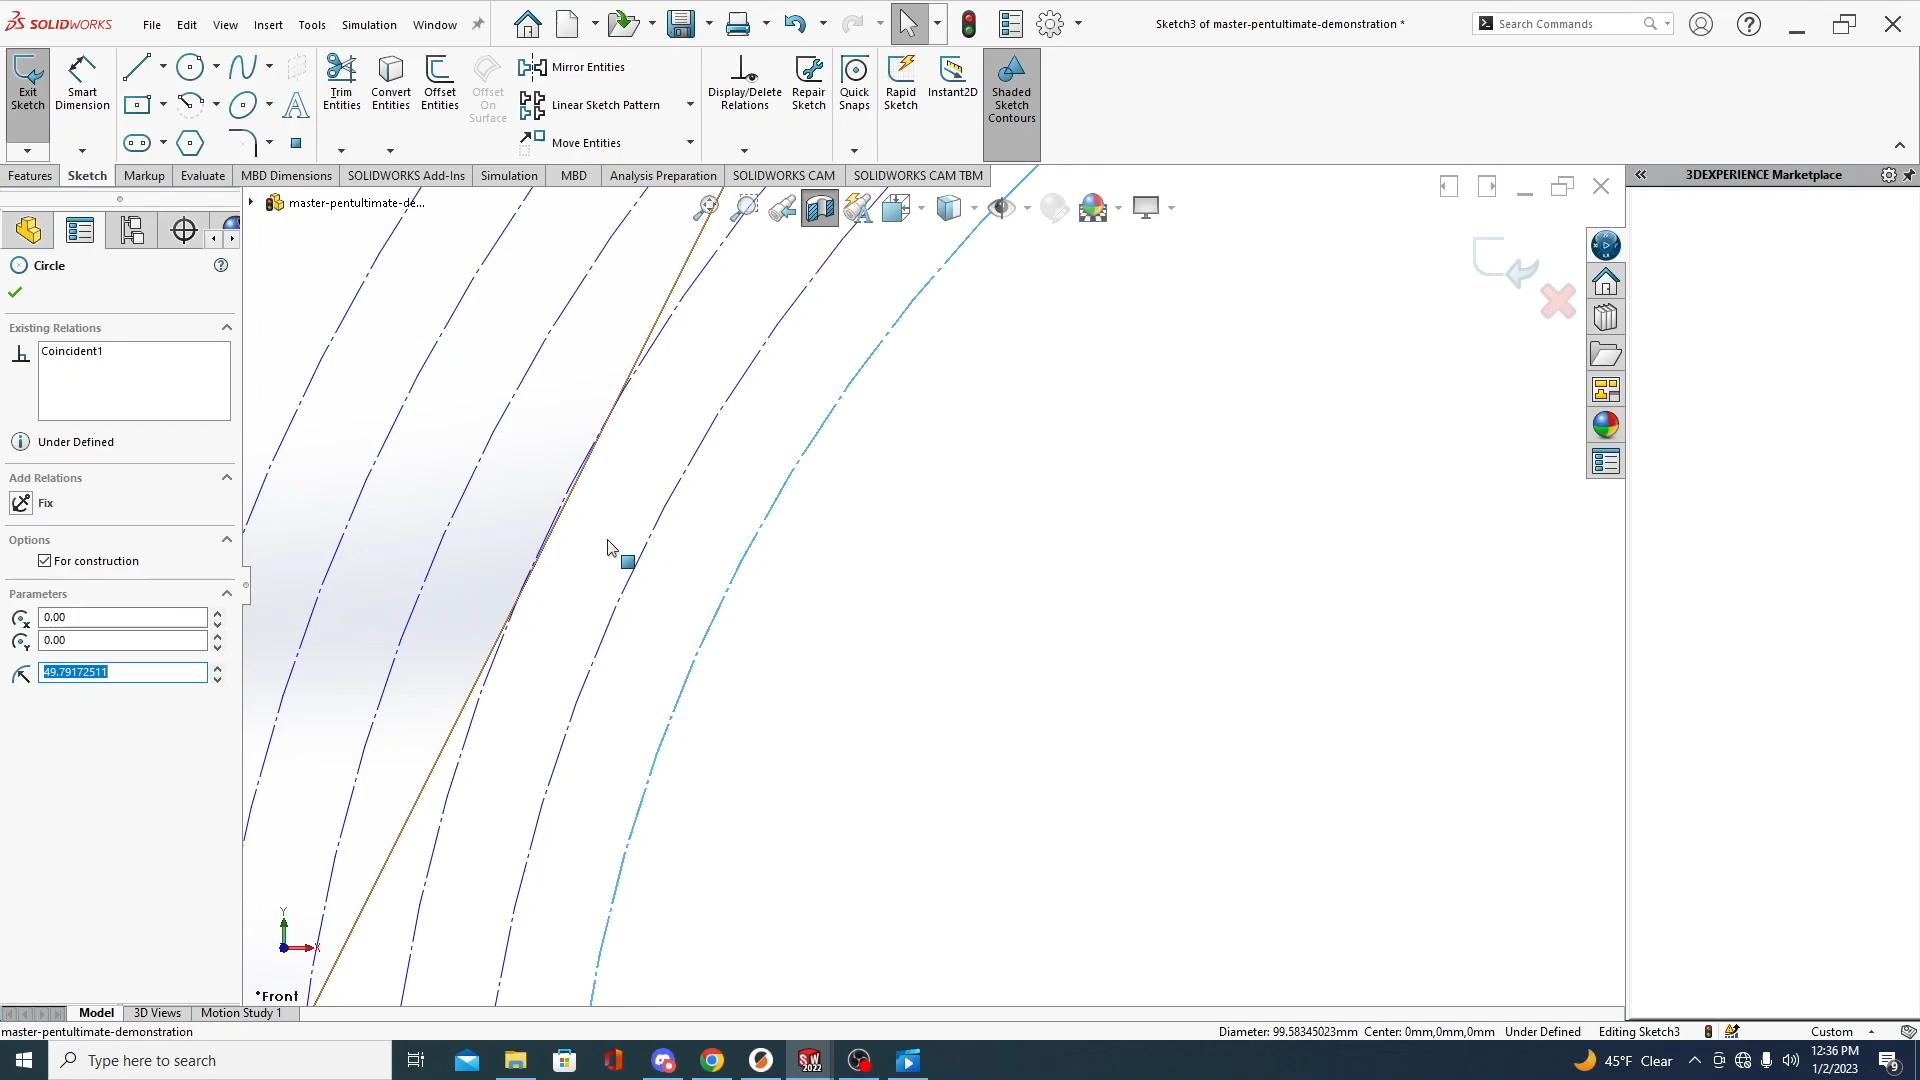 SOLIDWORKS File Edit View Insert Tools Simulation Window Sketch3 of master-pentultimate-demonstration * Search Commands
Exit Sketch
Smart Dimension
Trim Entities
Convert Entities
Offset Entities
Offset On Surface
Mirror Entities
Linear Sketch Pattern
Move Entities
Display/Delete Relations
Repair Sketch
Quick Snaps
Rapid Sketch
Instant2D
Shaded Sketch Contours
Features Sketch Markup Evaluate MBD Dimensions SOLIDWORKS Add-Ins Simulation MBD Analysis Preparation SOLIDWORKS CAM SOLIDWORKS CAM TBM
3DEXPERIENCE Marketplace
master-pentultimate-de...
Circle
Existing Relations
Coincident1
Under Defined
Add Relations
Fix
Options
For construction
Parameters
0.00
0.00
49.79172511
Y
X
*Front
Model 3D Views Motion Study 1
master-pentultimate-demonstration Diameter: 99.58345023mm Center: 0mm,0mm,0mm Under Defined Editing Sketch3 Custom
Type here to search
SW 2022
45°F Clear
12:36 PM
1/2/2023
9